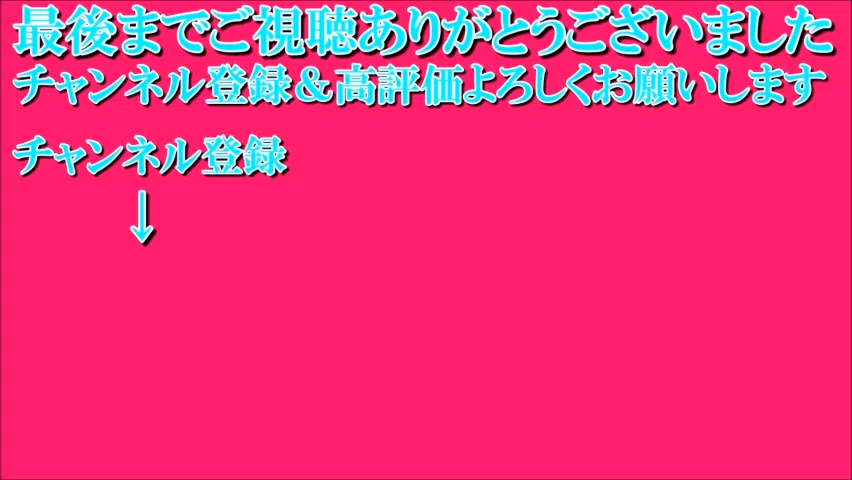 最後までご視聴ありがとうございました
チャンネル登録＆高評価よろしくお願いします
チャンネル登録
↓